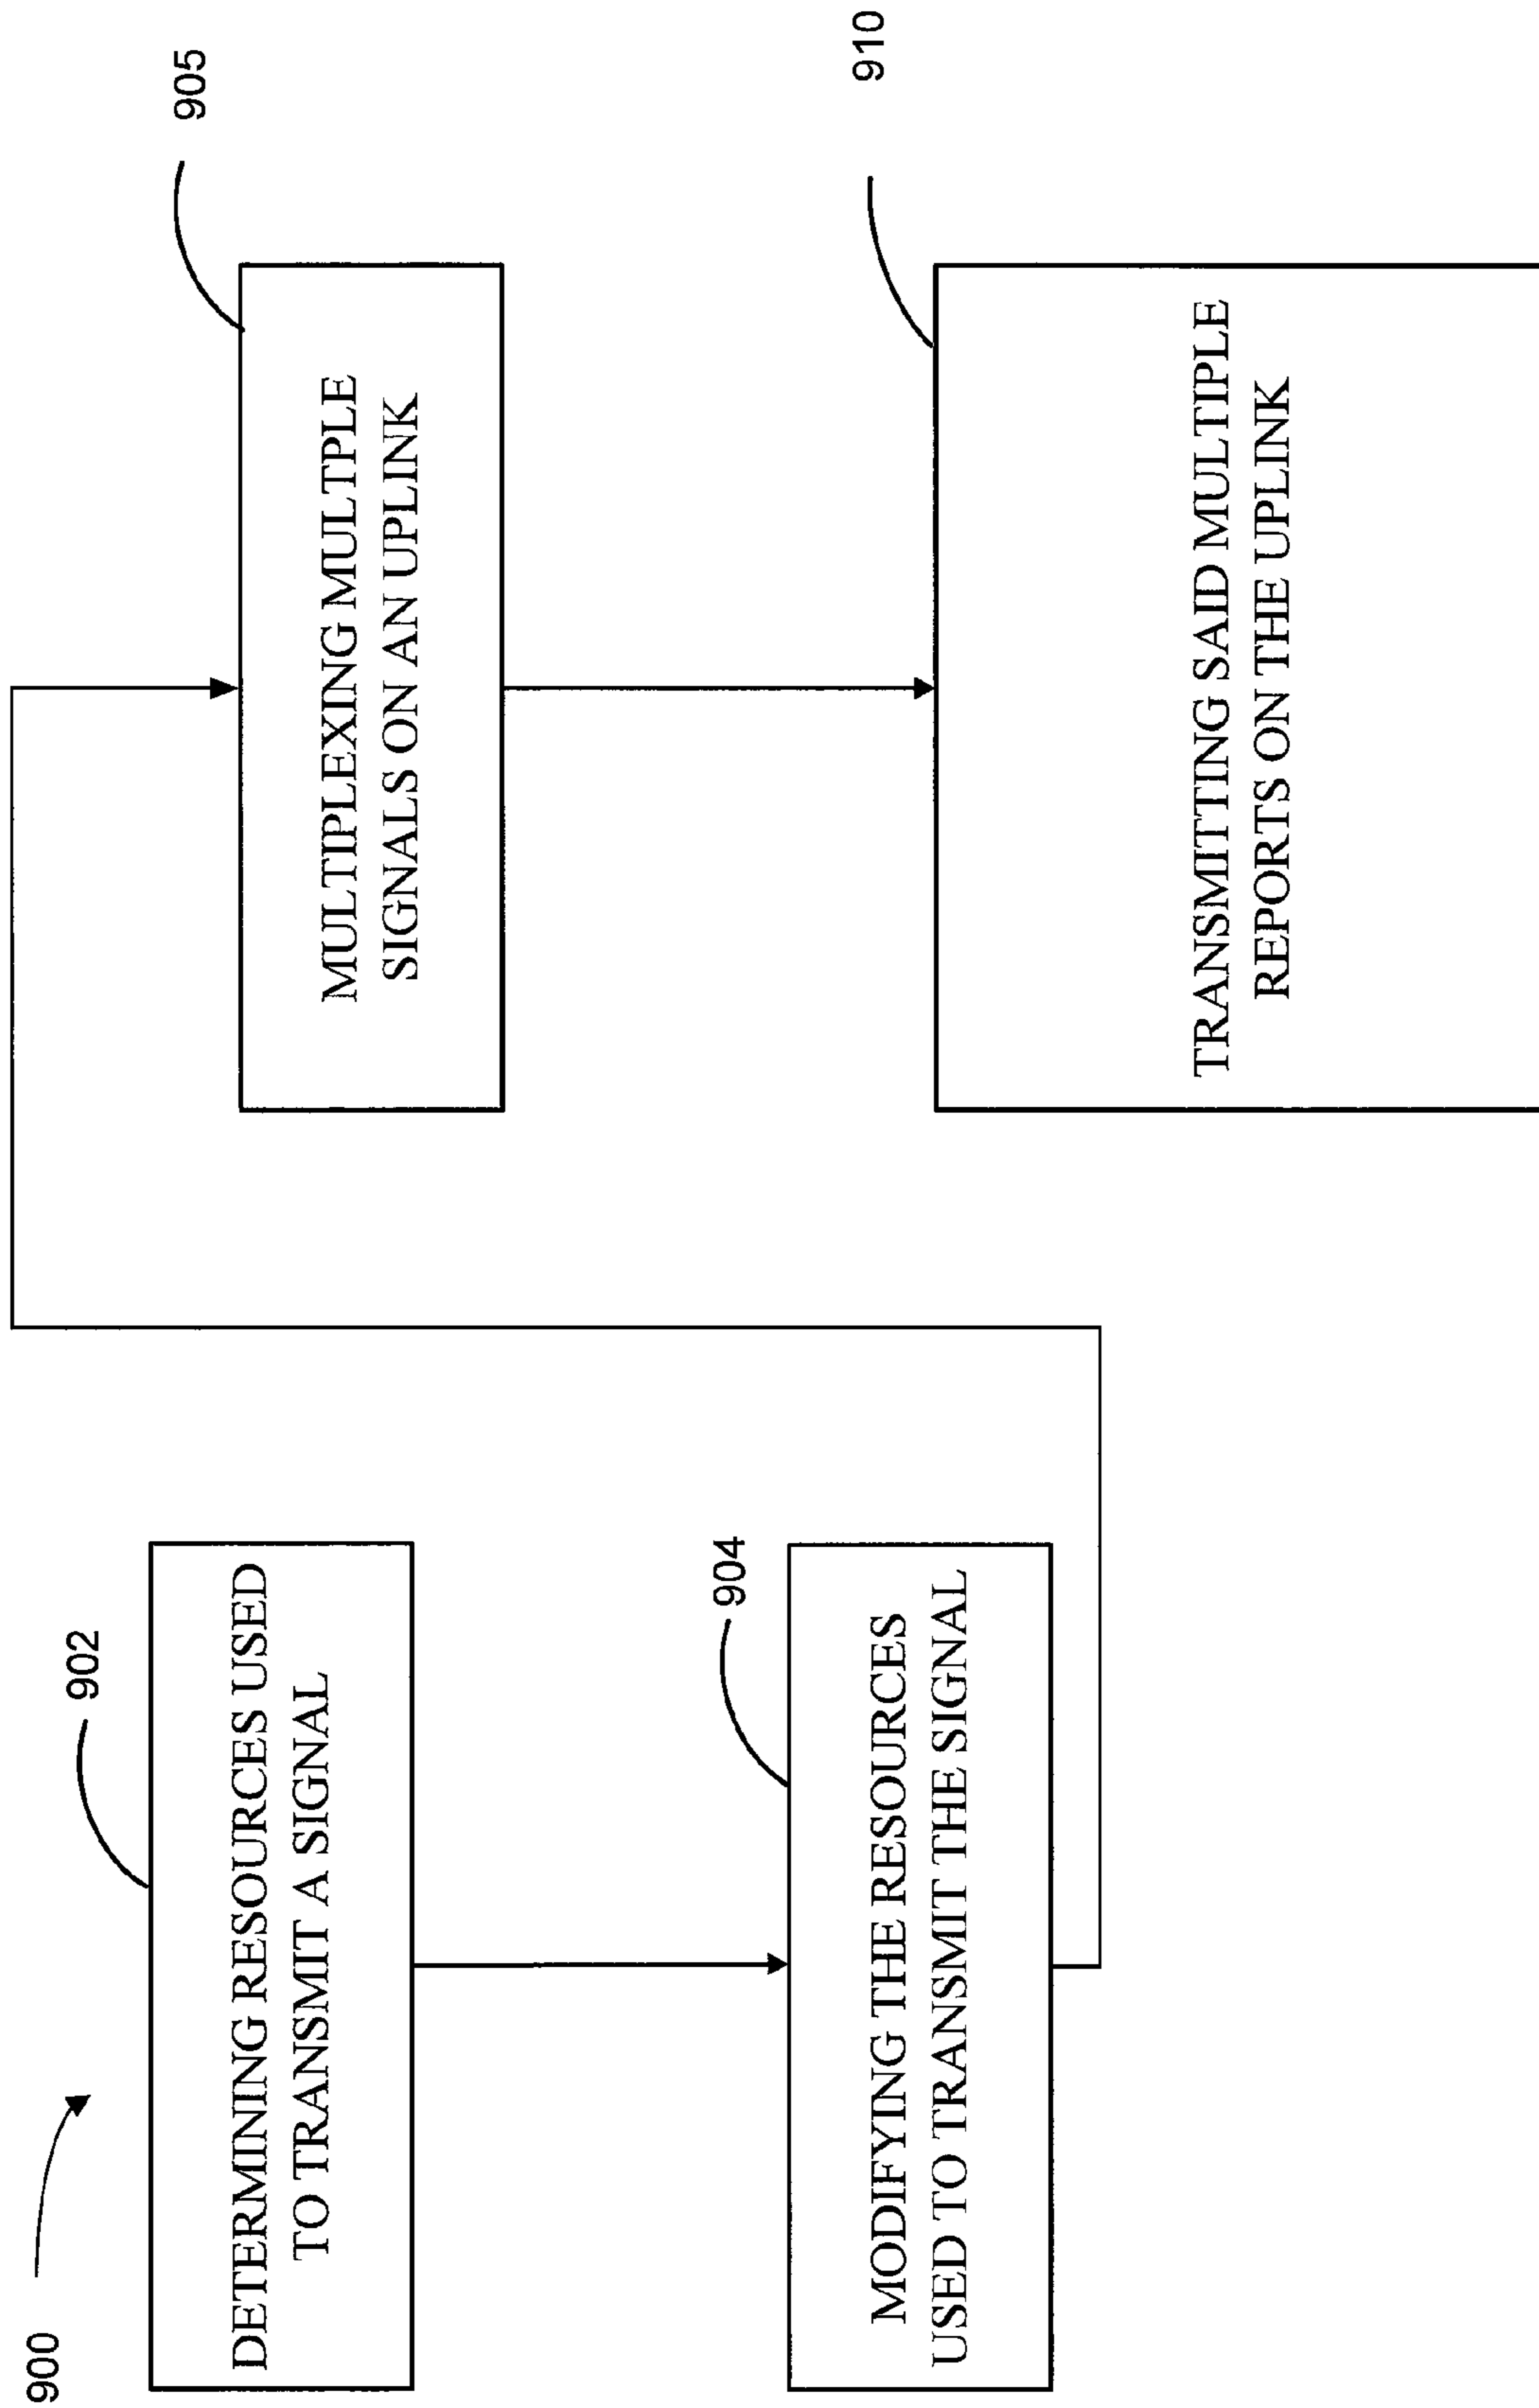 900
902
DETERMINING RESOURCES USED
TO TRANSMIT A SIGNAL
904
MODIFYING THE RESOURCES
USED TO TRANSMIT THE SIGNAL
905
MULTIPLEXING MULTPLE
SIGNALS ON AN UPLINK
910
TRANSMITTING SAID MULTIPLE
REPORTS ON THE UPLINK